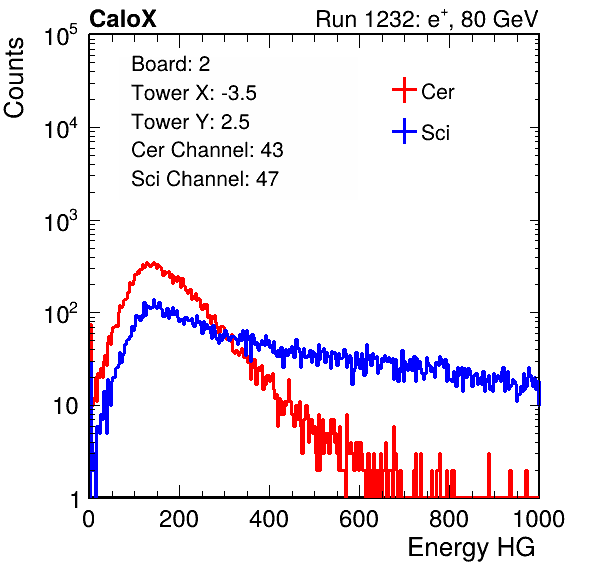 CaloX Run 1232: e⁺, 80 GeV
Counts
Board: 2
Tower X: -3.5
Tower Y: 2.5
Cer Channel: 43
Sci Channel: 47
Cer
Sci
10⁵
10⁴
10³
10²
10
1
0 200 400 600 800 1000
Energy HG